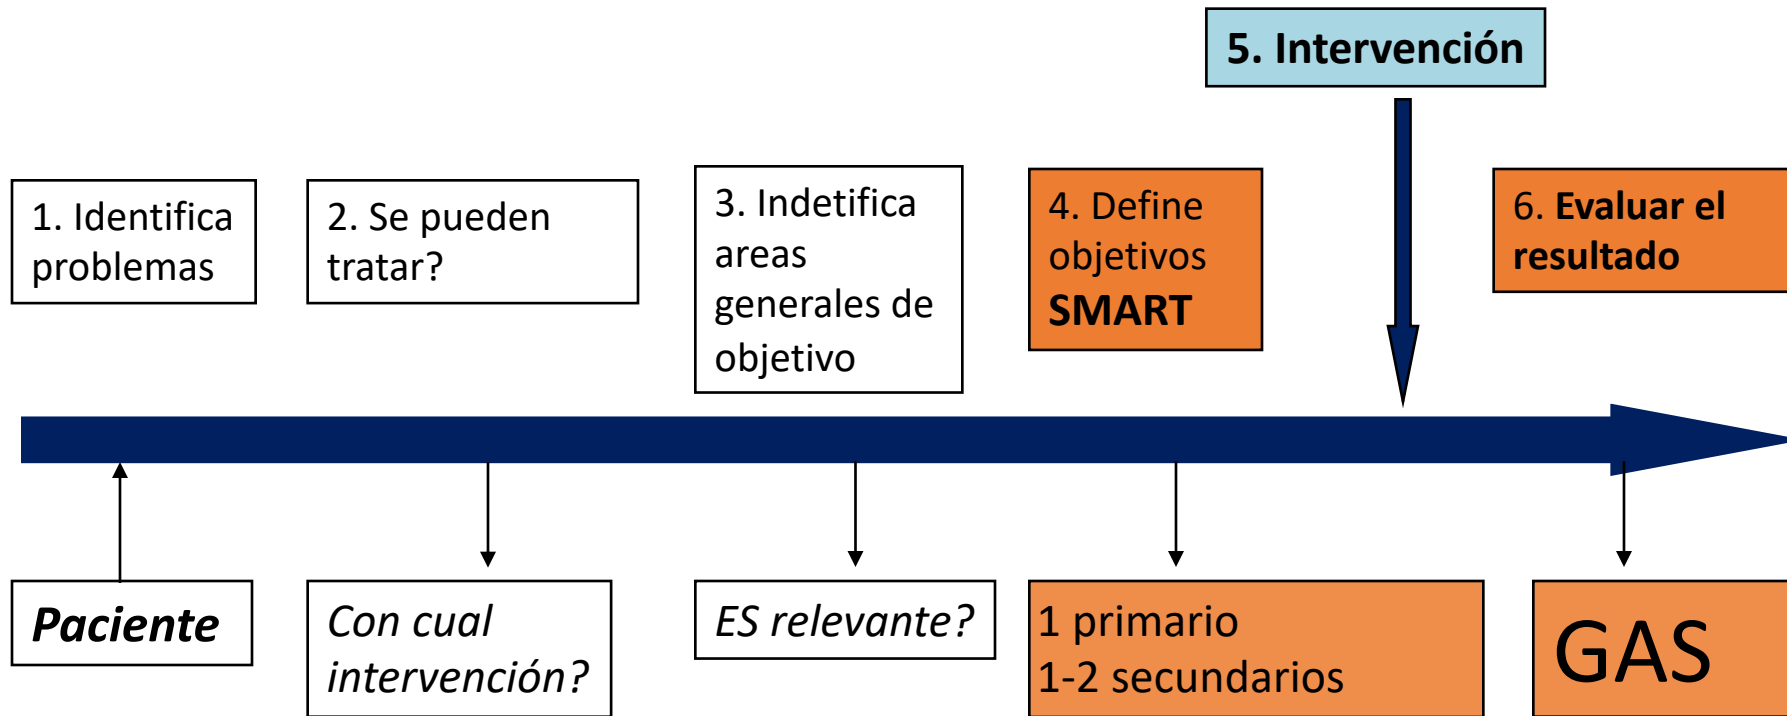 5. Intervención
1. Identifica
problemas
2. Se pueden
tratar?
3. Indetifica
areas
generales de
objetivo
4. Define
objetivos
SMART
6. Evaluar el
resultado
Paciente
Con cual
intervención?
ES relevante?
1 primario
1-2 secundarios
GAS